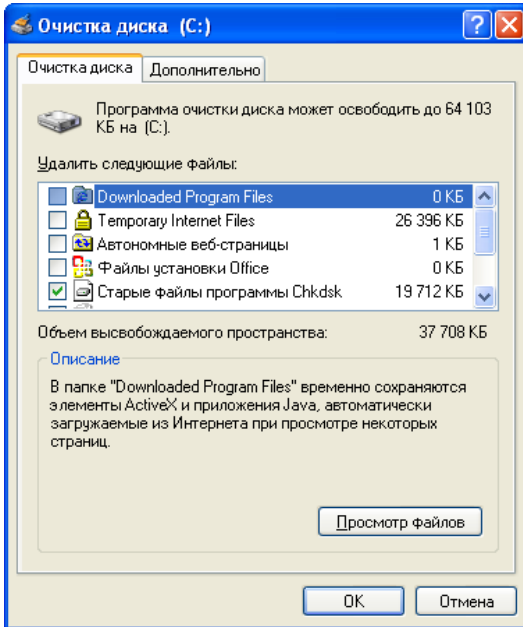 Очистка диска (C:)
Очистка диска Дополнительно
Программа очистки диска может освободить до 64 103
КБ на (C:).
Удалить следующие файлы:
Downloaded Program Files 0 КБ
Temporary Internet Files 26 396 КБ
Автономные веб-страницы 1 КБ
Файлы установки Office 0 КБ
Старые файлы программы Chkdsk 19 712 КБ
Объем высвобождаемого пространства: 37 708 КБ
Описание
В папке "Downloaded Program Files" временно сохраняются
элементы ActiveX и приложения Java, автоматически
загружаемые из Интернета при просмотре некоторых
страниц.
Просмотр файлов
OK Отмена